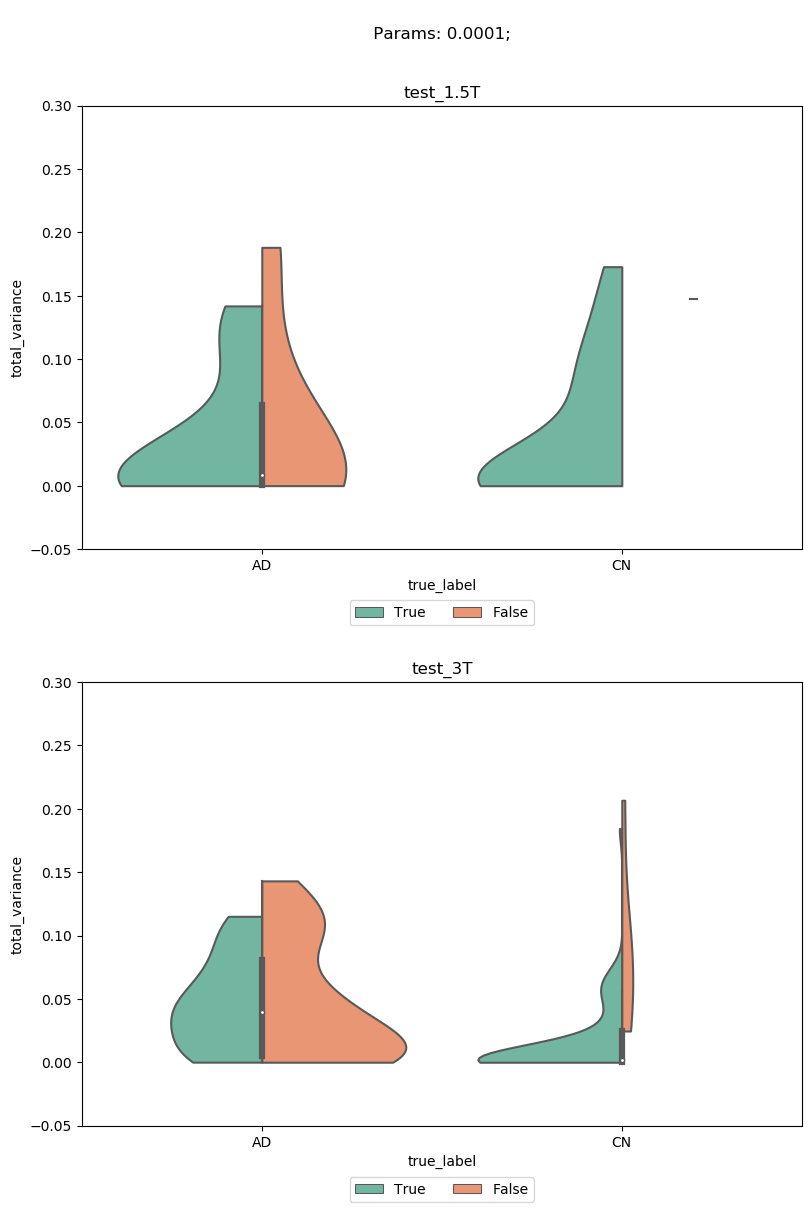 Params: 0.0001;
test_1.5T
0.30
0.25
0.20
0.15
0.10
0.05
0.00
−0.05
total_variance
AD CN
true_label
True False
test_3T
0.30
0.25
0.20
0.15
0.10
0.05
0.00
−0.05
total_variance
AD CN
true_label
True False